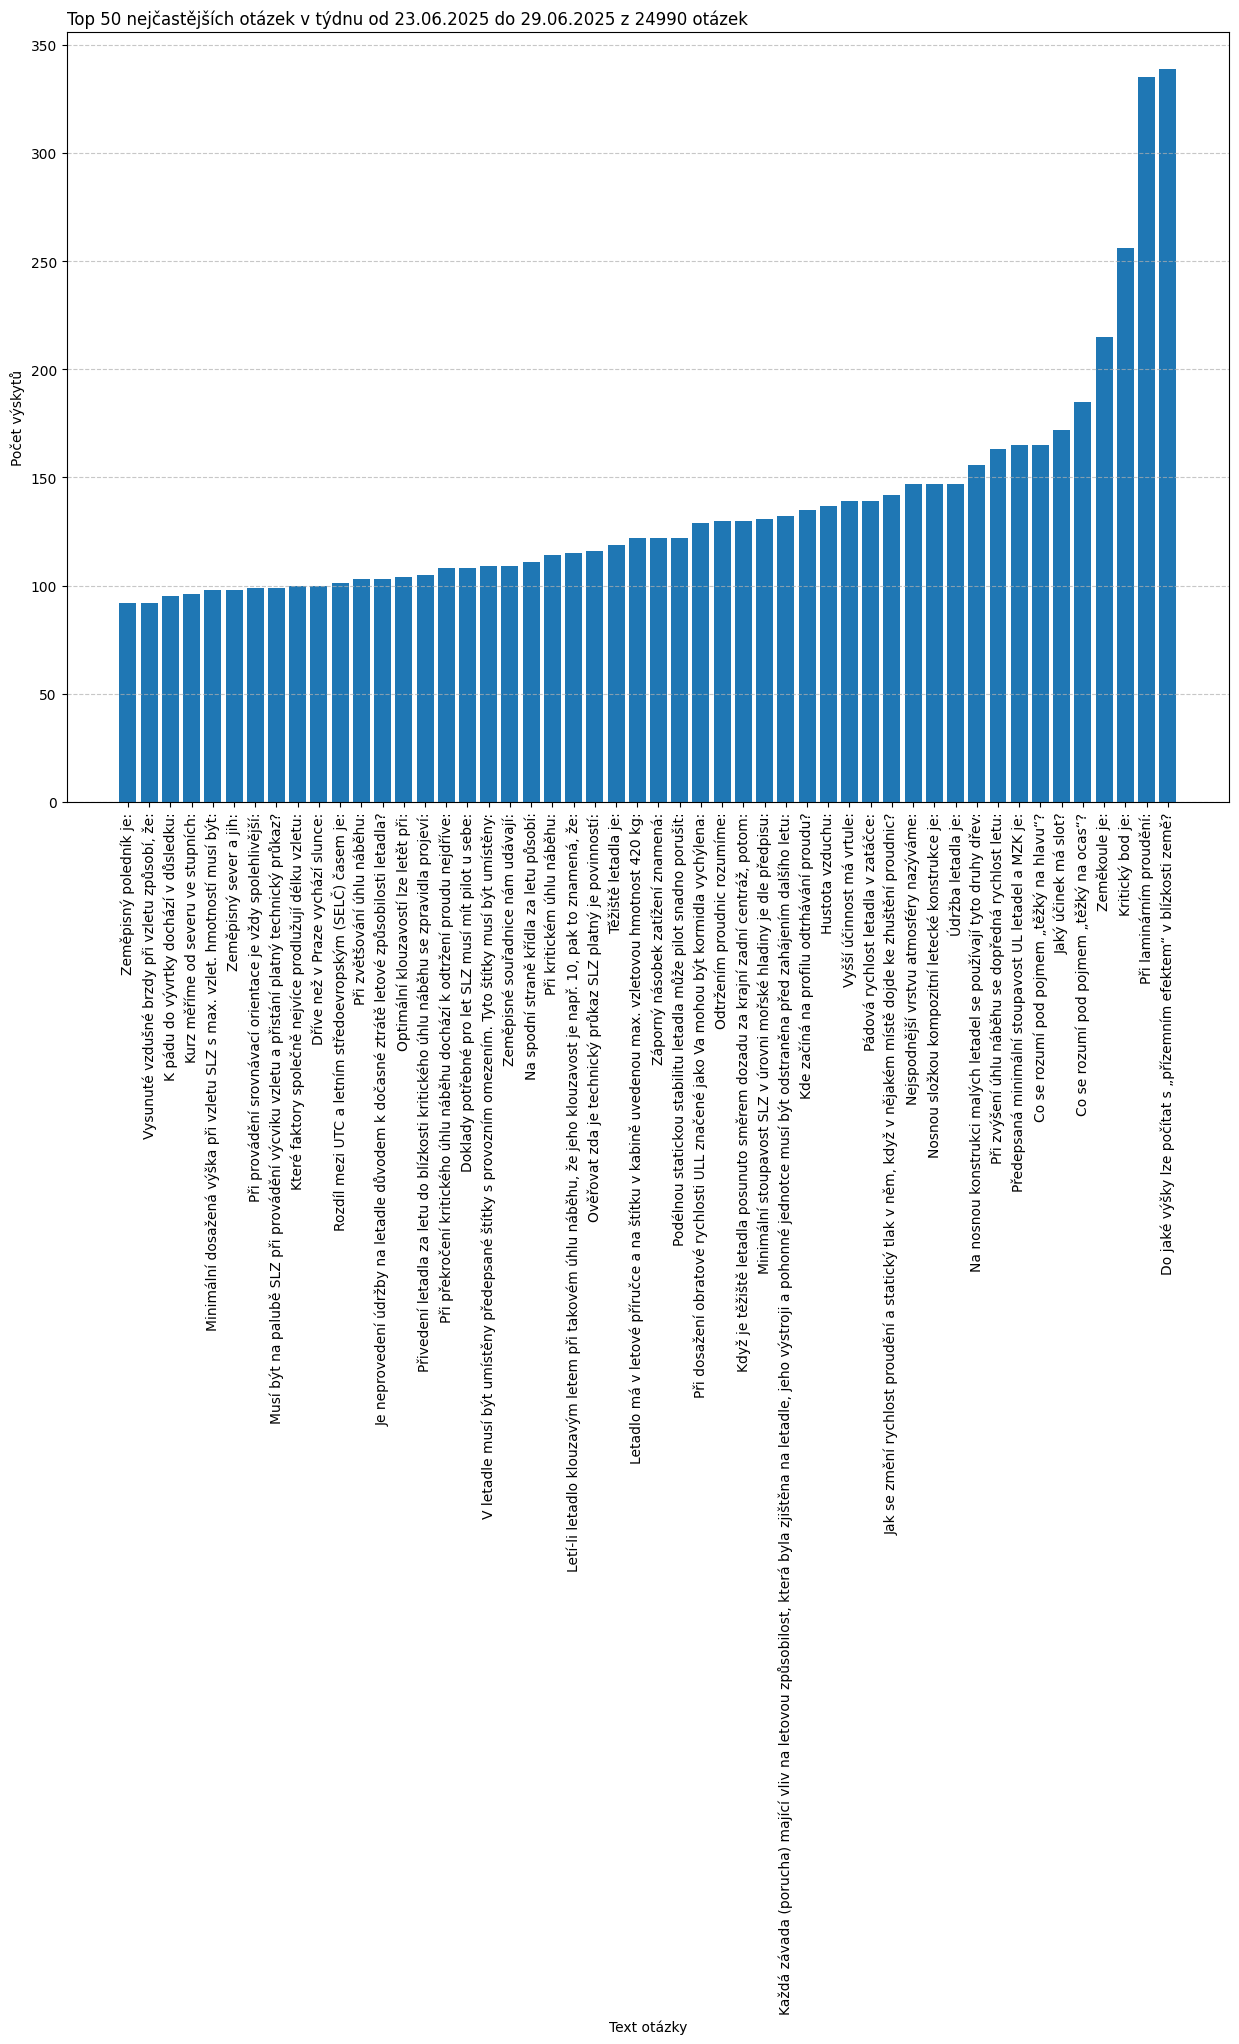 Top 50 nejčastějších otázek v týdnu od 23.06.2025 do 29.06.2025 z 24990 otázek
Počet výskytů
350
300
250
200
150
100
50
0
Zeměpisný poledník je:
Vysunuté vzdušné brzdy při vzletu způsobí, že:
K pádu do vývrtky dochází v důsledku:
Kurz měříme od severu ve stupních:
Minimální dosažená výška při vzletu SLZ s max. vzlet. hmotností musí být:
Zeměpisný sever a jih:
Při provádění srovnávací orientace je vždy spolehlivější:
Musí být na palubě SLZ při provádění výcviku vzletu a přistání platný technický průkaz?
Které faktory společně nejvíce prodlužují délku vzletu:
Dříve než v Praze vychází slunce:
Rozdíl mezi UTC a letním středoevropským (SELČ) časem je:
Při zvětšování úhlu náběhu:
Je neprovedení údržby na letadle důvodem k dočasné ztrátě letové způsobilosti letadla?
Optimální klouzavostí lze letět při:
Přivedení letadla za letu do blízkosti kritického úhlu náběhu se zpravidla projeví:
Při překročení kritického úhlu náběhu dochází k odtržení proudu nejdříve:
Doklady potřebné pro let SLZ musí mít pilot u sebe:
V letadle musí být umístěny předepsané štítky s provozním omezením. Tyto štítky musí být umístěny:
Zeměpisné souřadnice nám udávají:
Na spodní straně křídla za letu působí:
Při kritickém úhlu náběhu:
Letí-li letadlo klouzavým letem při takovém úhlu náběhu, že jeho klouzavost je např. 10, pak to znamená, že:
Ověřovat zda je technický průkaz SLZ platný je povinností:
Těžiště letadla je:
Letadlo má v letové příručce a na štítku v kabině uvedenou max. vzletovou hmotnost 420 kg:
Záporný násobek zatížení znamená:
Podélnou statickou stabilitu letadla může pilot snadno porušit:
Při dosažení obratové rychlosti ULL značené jako Va mohou být kormidla vychýlena:
Odtržením proudnic rozumíme:
Když je těžiště letadla posunuto směrem dozadu za krajní zadní centráž, potom:
Minimální stoupavost SLZ v úrovni mořské hladiny je dle předpisu:
Každá závada (porucha) mající vliv na letovou způsobilost, která byla zjištěna na letadle, jeho výstroji a pohonné jednotce musí být odstraněna před zahájením dalšího letu:
Kde začíná na profilu odtrhávání proudu?
Hustota vzduchu:
Vyšší účinnost má vrtule:
Pádová rychlost letadla v zatáčce:
Jak se změní rychlost proudění a statický tlak v něm, když v nějakém místě dojde ke zhuštění proudnic?
Nejspodnější vrstvu atmosféry nazýváme:
Nosnou složkou kompozitní letecké konstrukce je:
Údržba letadla je:
Na nosnou konstrukci malých letadel se používají tyto druhy dřev:
Při zvýšení úhlu náběhu se dopředná rychlost letu:
Předepsaná minimální stoupavost UL letadel a MZK je:
Co se rozumí pod pojmem „těžký na hlavu“?
Jaký účinek má slot?
Co se rozumí pod pojmem „těžký na ocas“?
Zeměkoule je:
Kritický bod je:
Při laminárním proudění:
Do jaké výšky lze počítat s „přízemním efektem“ v blízkosti země?
Text otázky